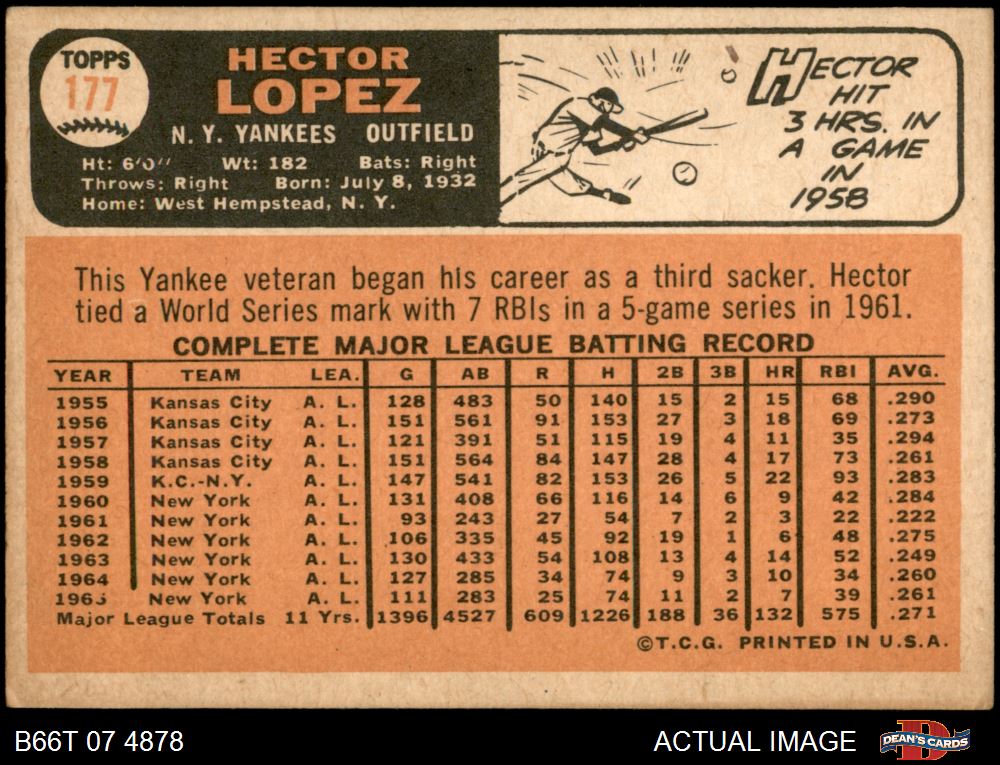 TOPPS
177
HECTOR
LOPEZ
N. Y. YANKEES OUTFIELD
Ht: 6'0" Wt: 182 Bats: Right
Throws: Right Born: July 8, 1932
Home: West Hempstead, N. Y.
HECTOR
HIT
3 HRS. IN
A GAME
IN
1958
This Yankee veteran began his career as a third sacker. Hector
tied a World Series mark with 7 RBIs in a 5-game series in 1961.
COMPLETE MAJOR LEAGUE BATTING RECORD
YEAR TEAM LEA. G AB R H 2B 3B HR RBI AVG.
1955 Kansas City A. L. 128 483 50 140 15 2 15 68 .290
1956 Kansas City A. L. 151 561 91 153 27 3 18 69 .273
1957 Kansas City A. L. 121 391 51 115 19 4 11 35 .294
1958 Kansas City A. L. 151 564 84 147 28 4 17 73 .261
1959 K.C.-N.Y. A. L. 147 541 82 153 26 5 22 93 .283
1960 New York A. L. 131 408 66 116 14 6 9 42 .284
1961 New York A. L. 93 243 27 54 7 2 3 22 .222
1962 New York A. L. 106 335 45 92 19 1 6 48 .275
1963 New York A. L. 130 433 54 108 13 4 14 52 .249
1964 New York A. L. 127 285 34 74 9 3 10 34 .260
1965 New York A. L. 111 283 25 74 11 2 7 39 .261
Major League Totals 11 Yrs. 1396 4527 609 1226 188 36 132 575 .271
©T.C.G. PRINTED IN U.S.A.
B66T 07 4878
ACTUAL IMAGE
D
DEAN'S CARDS